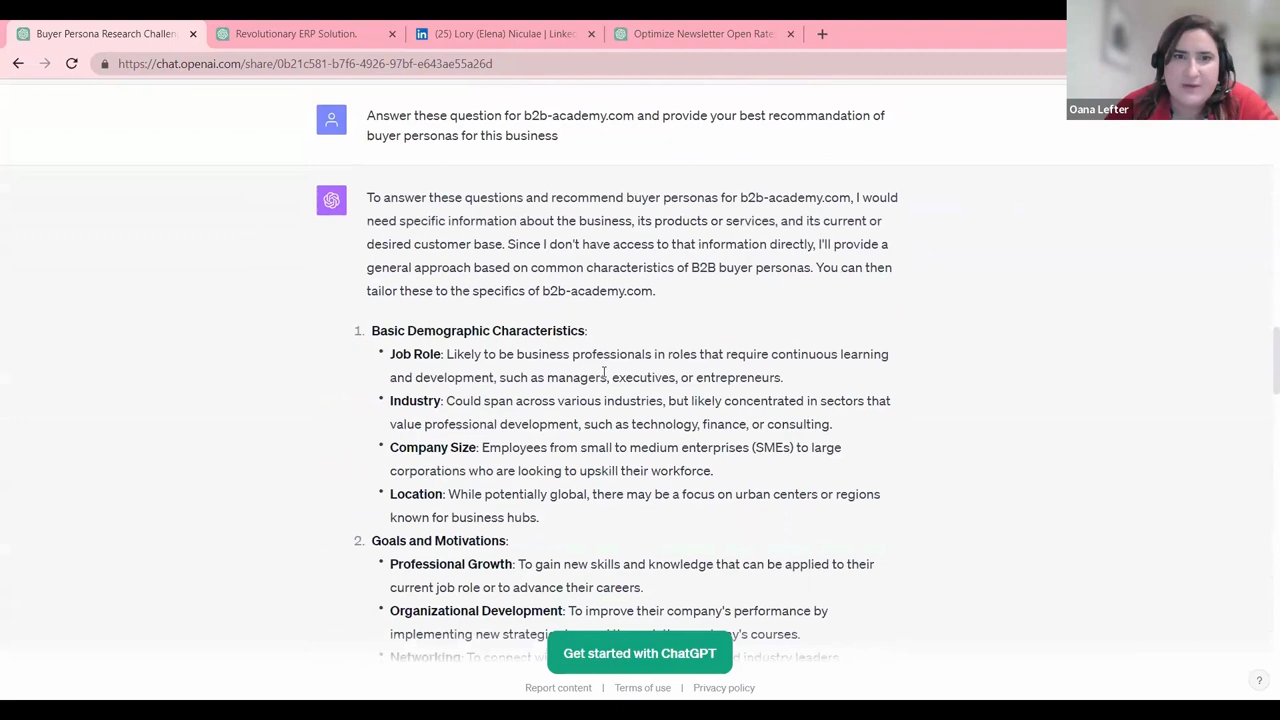 Buyer Persona Research Challen
Revolutionary ERP Solution.
(25) Lory (Elena) Niculae | Linke
Optimize Newsletter Open Rate
https://chat.openai.com/share/0b21c581-b7f6-4926-97bf-e643ae55a26d
Oana Lefter
Answer these question for b2b-academy.com and provide your best recommandation of
buyer personas for this business
To answer these questions and recommend buyer personas for b2b-academy.com, I would
need specific information about the business, its products or services, and its current or
desired customer base. Since I don't have access to that information directly, I'll provide a
general approach based on common characteristics of B2B buyer personas. You can then
tailor these to the specifics of b2b-academy.com.
1. Basic Demographic Characteristics:
• Job Role: Likely to be business professionals in roles that require continuous learning
and development, such as managers, executives, or entrepreneurs.
• Industry: Could span across various industries, but likely concentrated in sectors that
value professional development, such as technology, finance, or consulting.
• Company Size: Employees from small to medium enterprises (SMEs) to large
corporations who are looking to upskill their workforce.
• Location: While potentially global, there may be a focus on urban centers or regions
known for business hubs.
2. Goals and Motivations:
• Professional Growth: To gain new skills and knowledge that can be applied to their
current job role or to advance their careers.
• Organizational Development: To improve their company's performance by
implementing new strategi y's courses.
• Networking: To connect wi d industry leaders
Get started with ChatGPT
Report content | Terms of use | Privacy policy
?